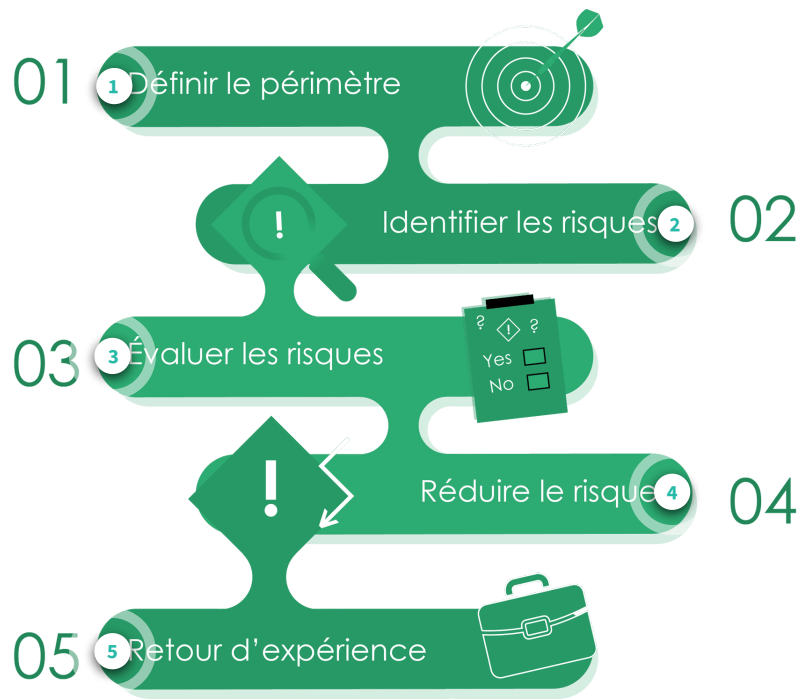 01
1
Définir le périmètre
!
Identifier les risques
2
02
03
3
Évaluer les risques
? ! ?
Yes
No
!
Réduire le risque
4
04
05
5
Retour d’expérience